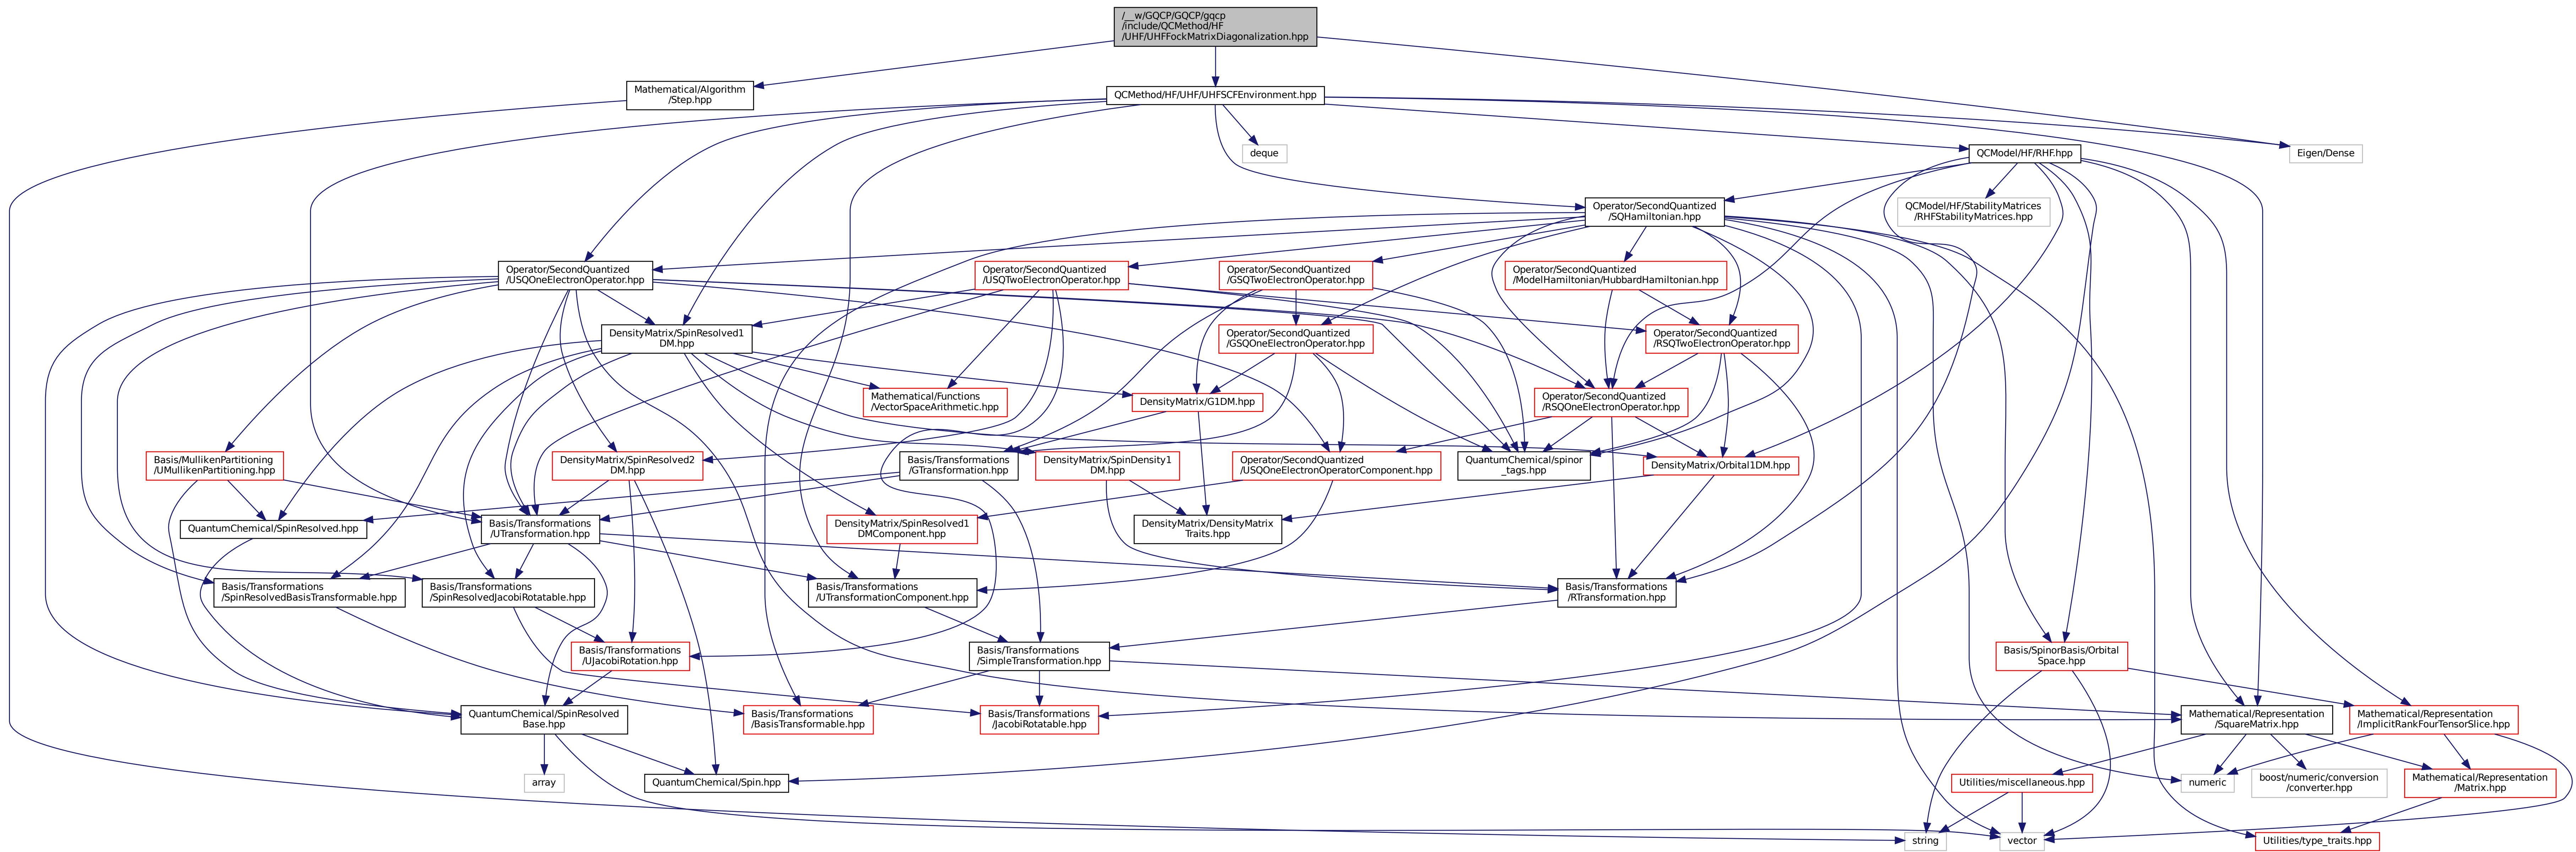 /__w/GQCP/GQCP/gqcp
/include/QCMethod/HF
/UHF/UHFFockMatrixDiagonalization.hpp
Mathematical/Algorithm
/Step.hpp
QCMethod/HF/UHF/UHFSCFEnvironment.hpp
deque
QCModel/HF/RHF.hpp
Eigen/Dense
Operator/SecondQuantized
/SQHamiltonian.hpp
QCModel/HF/StabilityMatrices
/RHFStabilityMatrices.hpp
Operator/SecondQuantized
/USQOneElectronOperator.hpp
Operator/SecondQuantized
/USQTwoElectronOperator.hpp
Operator/SecondQuantized
/GSQTwoElectronOperator.hpp
Operator/SecondQuantized
/ModelHamiltonian/HubbardHamiltonian.hpp
DensityMatrix/SpinResolved1
DM.hpp
Operator/SecondQuantized
/GSQOneElectronOperator.hpp
Operator/SecondQuantized
/RSQTwoElectronOperator.hpp
Mathematical/Functions
/VectorSpaceArithmetic.hpp
DensityMatrix/G1DM.hpp
Operator/SecondQuantized
/RSQOneElectronOperator.hpp
Basis/MullikenPartitioning
/UMullikenPartitioning.hpp
DensityMatrix/SpinResolved2
DM.hpp
Basis/Transformations
/GTransformation.hpp
DensityMatrix/SpinDensity1
DM.hpp
Operator/SecondQuantized
/USQOneElectronOperatorComponent.hpp
QuantumChemical/spinor
_tags.hpp
DensityMatrix/Orbital1DM.hpp
QuantumChemical/SpinResolved.hpp
Basis/Transformations
/UTransformation.hpp
DensityMatrix/SpinResolved1
DMComponent.hpp
DensityMatrix/DensityMatrix
Traits.hpp
Basis/Transformations
/SpinResolvedBasisTransformable.hpp
Basis/Transformations
/SpinResolvedJacobiRotatable.hpp
Basis/Transformations
/UTransformationComponent.hpp
Basis/Transformations
/RTransformation.hpp
Basis/Transformations
/UJacobiRotation.hpp
Basis/Transformations
/SimpleTransformation.hpp
Basis/SpinorBasis/Orbital
Space.hpp
QuantumChemical/SpinResolved
Base.hpp
Basis/Transformations
/BasisTransformable.hpp
Basis/Transformations
/JacobiRotatable.hpp
Mathematical/Representation
/SquareMatrix.hpp
Mathematical/Representation
/ImplicitRankFourTensorSlice.hpp
array
QuantumChemical/Spin.hpp
Utilities/miscellaneous.hpp
numeric
boost/numeric/conversion
/converter.hpp
Mathematical/Representation
/Matrix.hpp
string
vector
Utilities/type_traits.hpp